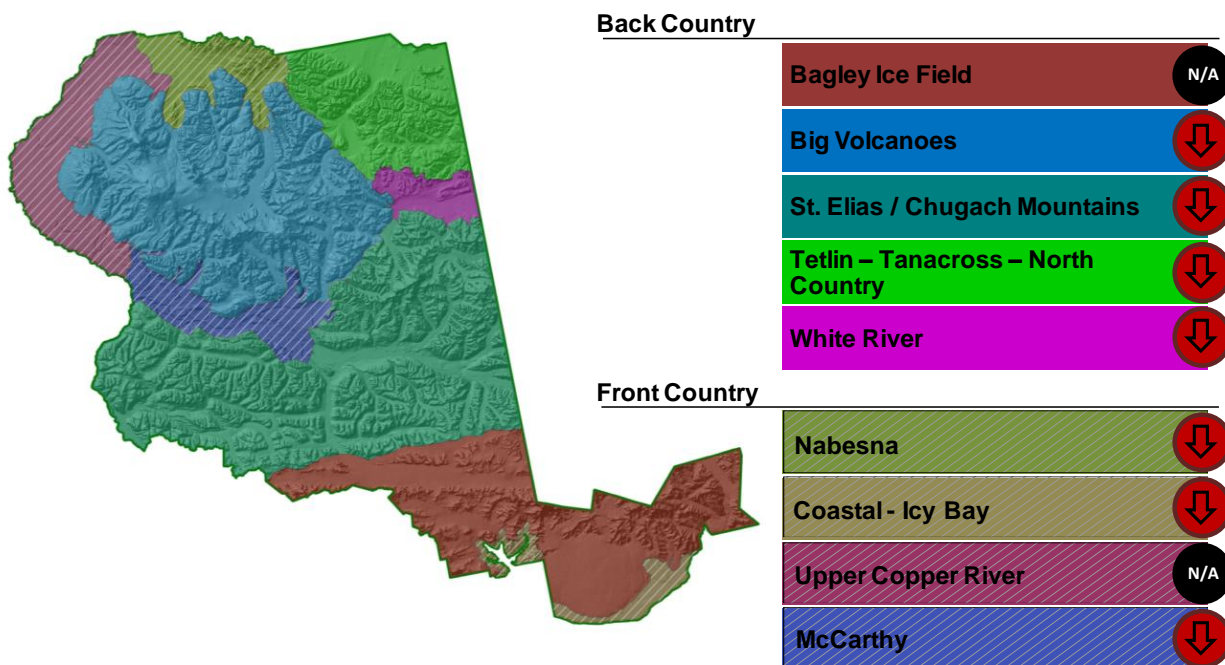 Back Country
Bagley Ice Field
N/A
Big Volcanoes
St. Elias / Chugach Mountains
Tetlin – Tanacross – North
Country
White River
Front Country
Nabesna
Coastal - Icy Bay
Upper Copper River
N/A
McCarthy